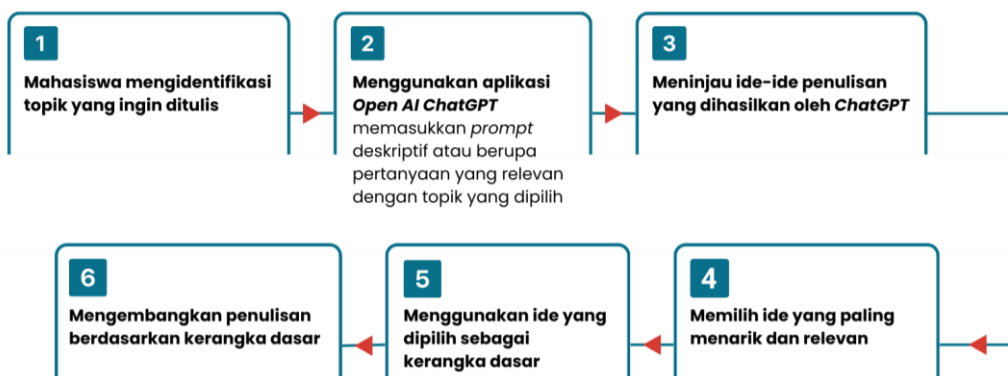 1
Mahasiswa mengidentifikasi
topik yang ingin ditulis
2
Menggunakan aplikasi
Open AI ChatGPT
memasukkan prompt
deskriptif atau berupa
pertanyaan yang relevan
dengan topik yang dipilih
3
Meninjau ide-ide penulisan
yang dihasilkan oleh ChatGPT
4
Memilih ide yang paling
menarik dan relevan
5
Menggunakan ide yang
dipilih sebagai
kerangka dasar
6
Mengembangkan penulisan
berdasarkan kerangka dasar